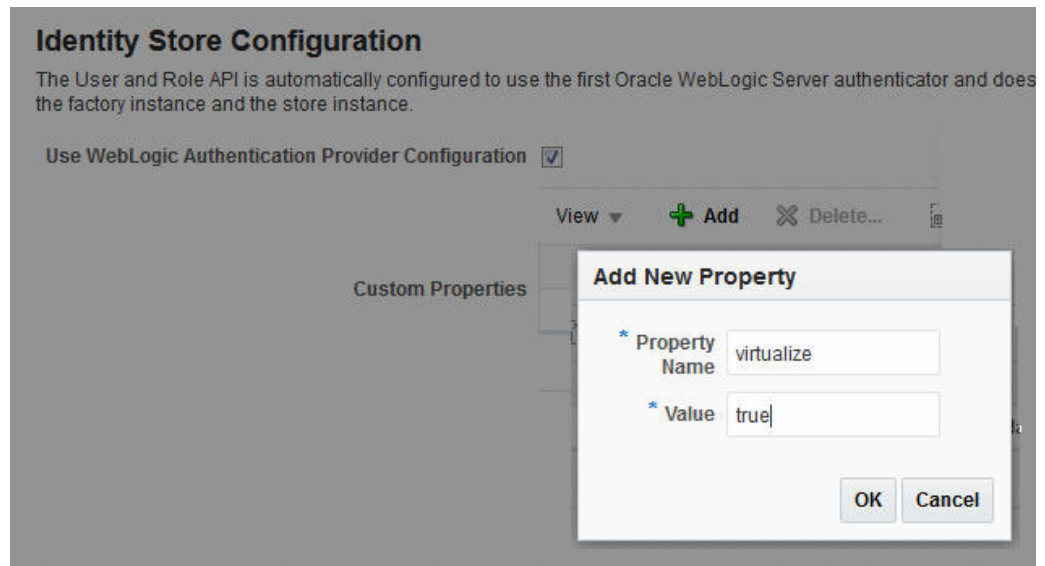 Identity Store Configuration
The User and Role API is automatically configured to use the first Oracle WebLogic Server authenticator and does
the factory instance and the store instance.
Use WebLogic Authentication Provider Configuration
View Add Delete...
Custom Properties
Add New Property
* Property
Name
virtualize
* Value true
OK Cancel